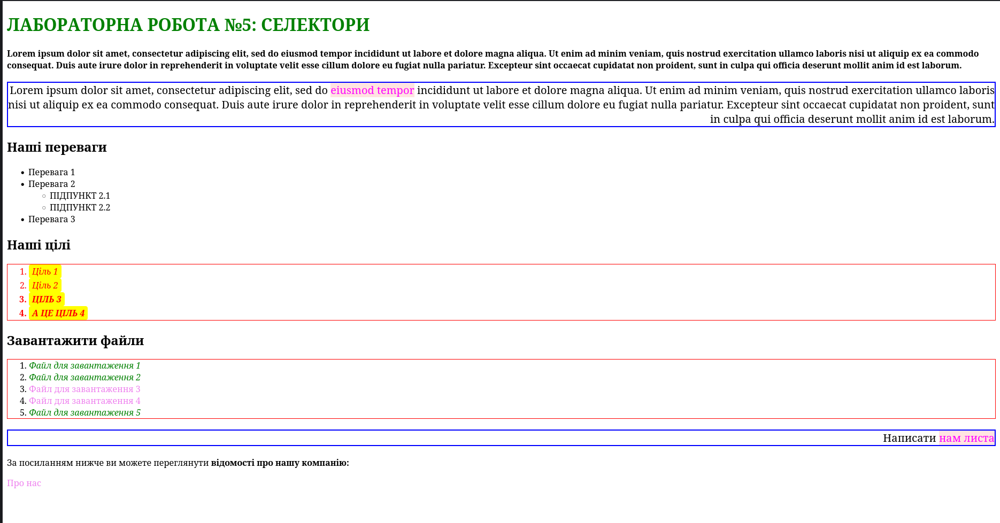 ЛАБОРАТОРНА РОБОТА №5: СЕЛЕКТОРИ
Lorem ipsum dolor sit amet, consectetur adipiscing elit, sed do eiusmod tempor incididunt ut labore et dolore magna aliqua. Ut enim ad minim veniam, quis nostrud exercitation ullamco laboris nisi ut aliquip ex ea commodo
consequat. Duis aute irure dolor in reprehenderit in voluptate velit esse cillum dolore eu fugiat nulla pariatur. Excepteur sint occaecat cupidatat non proident, sunt in culpa qui officia deserunt mollit anim id est laborum.
Lorem ipsum dolor sit amet, consectetur adipiscing elit, sed do eiusmod tempor incididunt ut labore et dolore magna aliqua. Ut enim ad minim veniam, quis nostrud exercitation ullamco laboris
nisi ut aliquip ex ea commodo consequat. Duis aute irure dolor in reprehenderit in voluptate velit esse cillum dolore eu fugiat nulla pariatur. Excepteur sint occaecat cupidatat non proident, sunt
in culpa qui officia deserunt mollit anim id est laborum.
Наші переваги
• Перевага 1
• Перевага 2
○ ПІДПУНКТ 2.1
○ ПІДПУНКТ 2.2
• Перевага 3
Наші цілі
1. Ціль 1
2. Ціль 2
3. ЦІЛЬ 3
4. А ЦЕ ЦІЛЬ 4
Завантажити файли
1. Файл для завантаження 1
2. Файл для завантаження 2
3. Файл для завантаження 3
4. Файл для завантаження 4
5. Файл для завантаження 5
Написати нам листа
За посиланням нижче ви можете переглянути відомості про нашу компанію:
Про нас